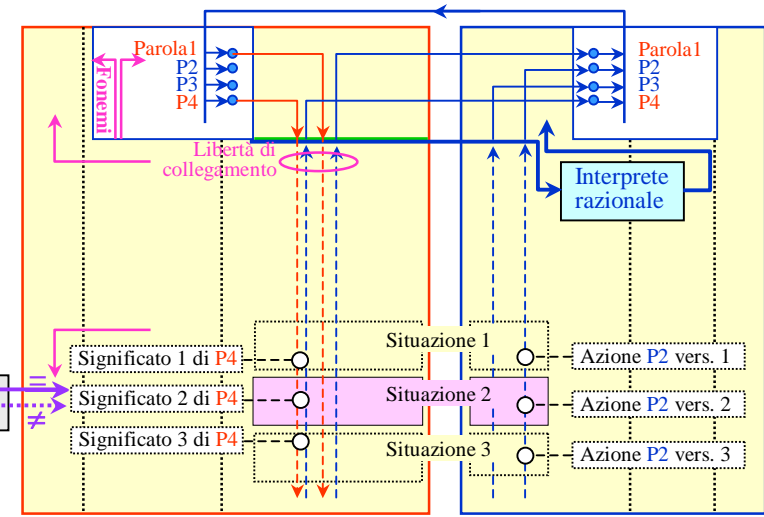 Parola1
P2
P3
P4
Fonemi
Parola1
P2
P3
P4
Libertà di
collegamento
Interprete
razionale
Situazione 1
Significato 1 di P4
Azione P2 vers. 1
=
Significato 2 di P4
Situazione 2
Azione P2 vers. 2
≠
Significato 3 di P4
Situazione 3
Azione P2 vers. 3